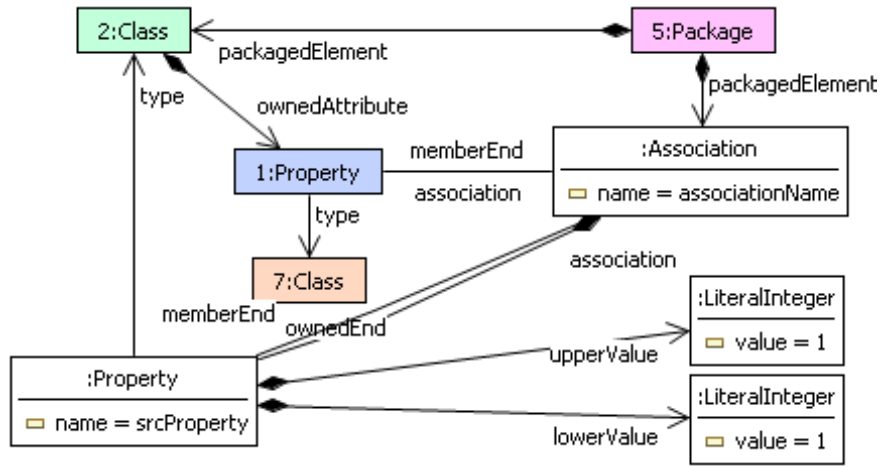 2:Class
5:Package
packagedElement
packagedElement
type
ownedAttribute
:Association
name = associationName
1:Property
memberEnd
association
type
7:Class
association
memberEnd
ownedEnd
:LiteralInteger
value = 1
upperValue
:Property
name = srcProperty
:LiteralInteger
value = 1
lowerValue